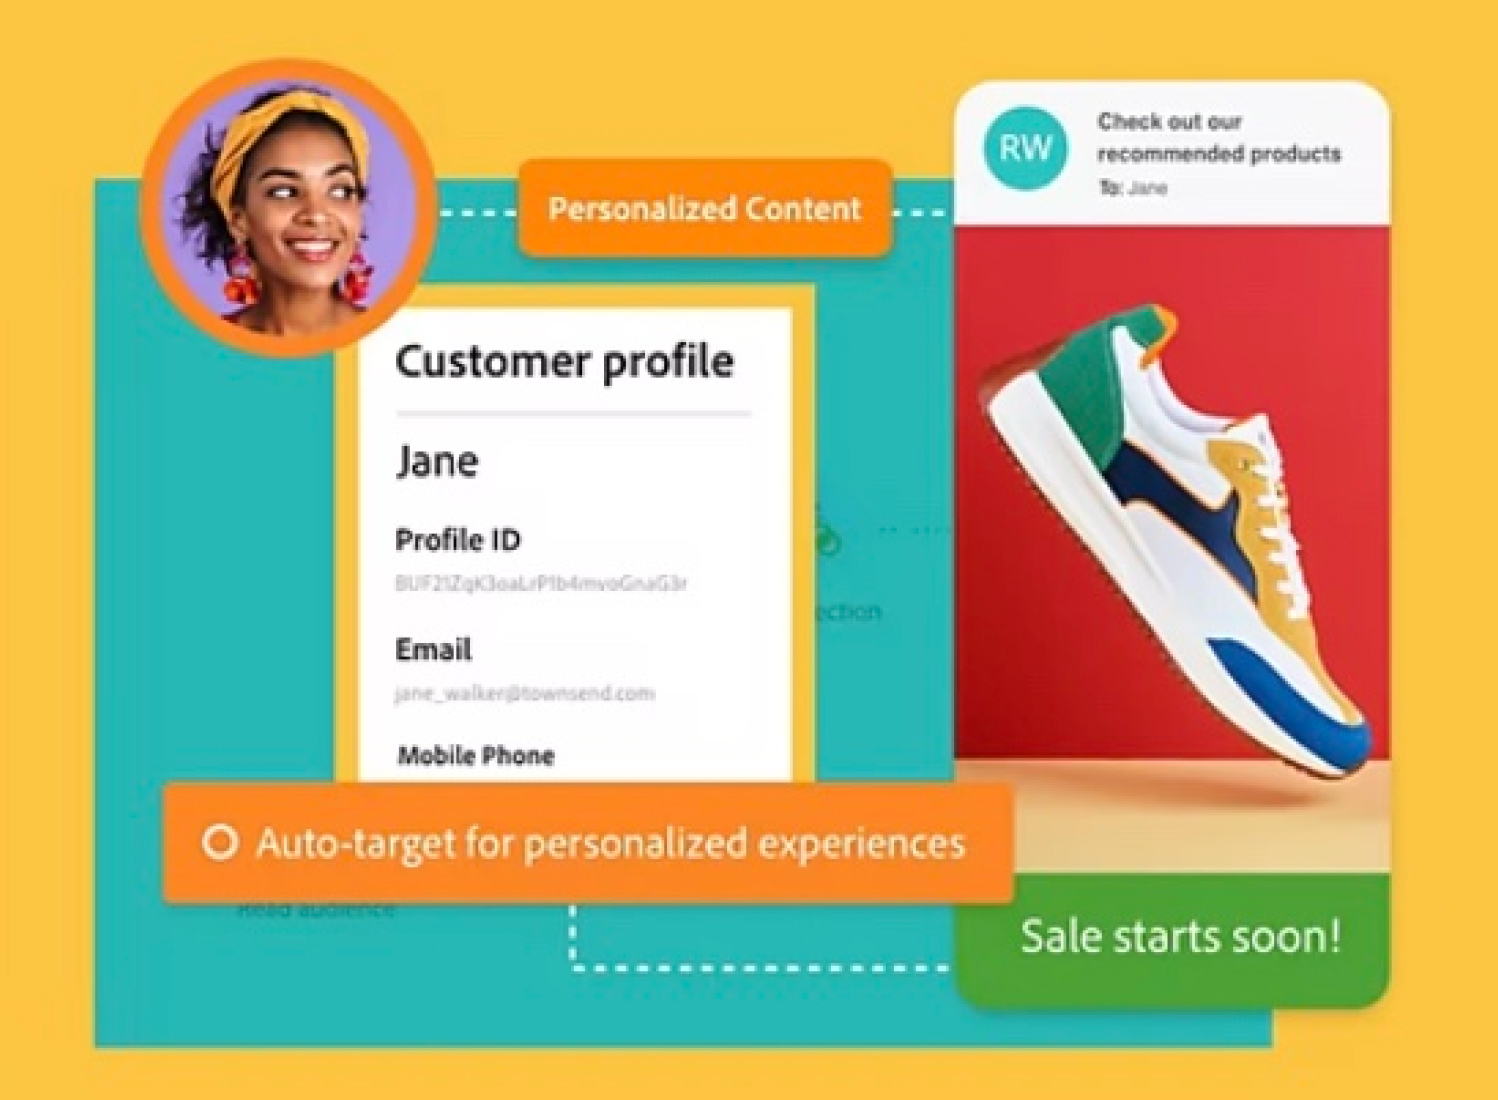 Personalized Content
RW
Check out our
recommended products
To: Jane
Customer profile
Jane
Profile ID
BUF21ZqK3oaLrP1b4mvoGnaG3r
Email
jane_walker@townsend.com
Mobile Phone
ection
Auto-target for personalized experiences
Read audience
Sale starts soon!